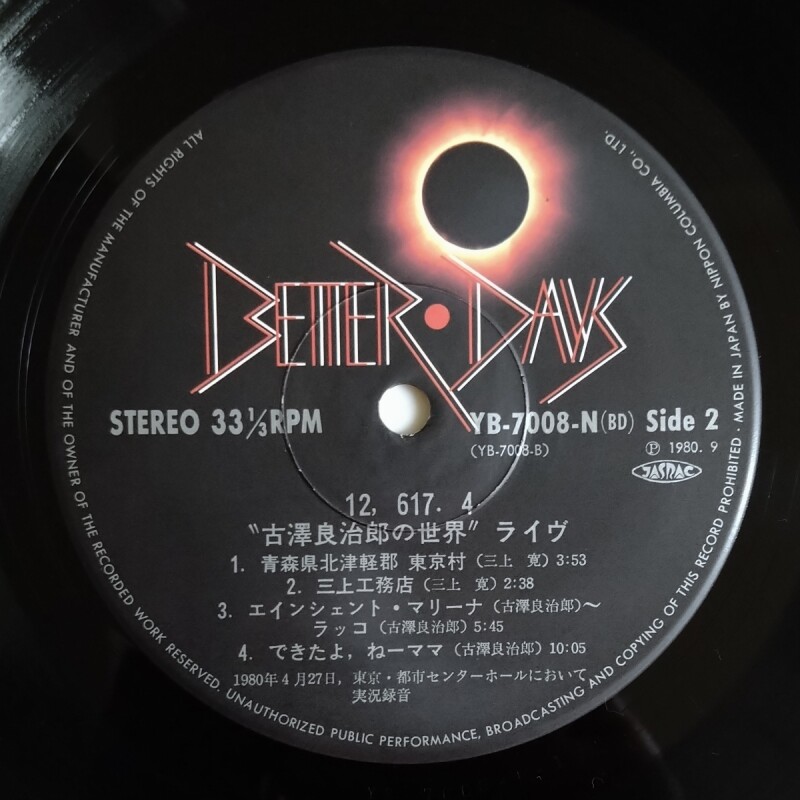 BETTER·DAYS
STEREO 33 1/3 RPM
YB-7008-N(BD) Side 2
(YB-7008-B)
Ⓟ 1980. 9
JASRAC
12, 617. 4
"古澤良治郎の世界" ライヴ
1. 青森県北津軽郡 東京村 (三上 寛) 3:53
2. 三上工務店 (三上 寛) 2:38
3. エインシェント・マリーナ (古澤良治郎)〜
ラッコ (古澤良治郎) 5:45
4. できたよ, ねーママ (古澤良治郎) 10:05
1980年4月27日, 東京・都市センターホールにおいて
実況録音
ALL RIGHTS OF THE MANUFACTURER AND OF THE OWNER OF THE RECORDED WORK RESERVED. UNAUTHORIZED PUBLIC PERFORMANCE, BROADCASTING AND COPYING OF THIS RECORD PROHIBITED · MADE IN JAPAN BY NIPPON COLUMBIA CO., LTD.